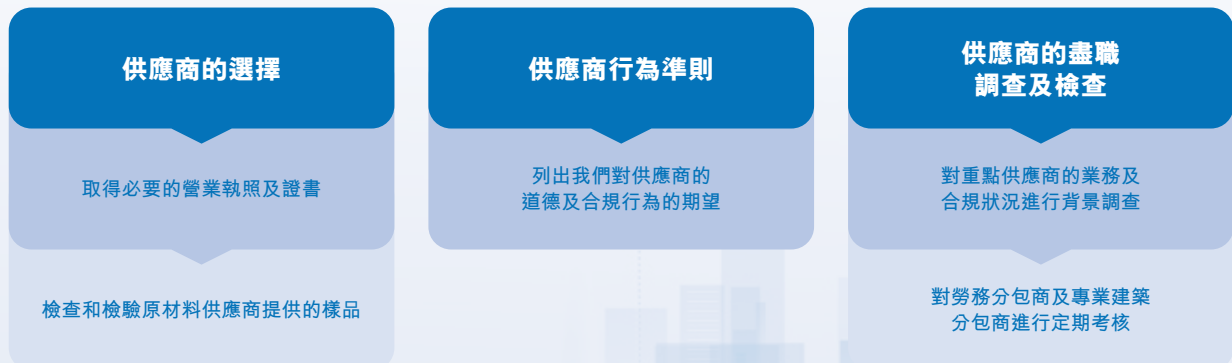 供應商的選擇
取得必要的營業執照及證書
檢查和檢驗原材料供應商提供的樣品
供應商行為準則
列出我們對供應商的
道德及合規行為的期望
供應商的盡職
調查及檢查
對重點供應商的業務及
合規狀況進行背景調查
對勞務分包商及專業建築
分包商進行定期考核